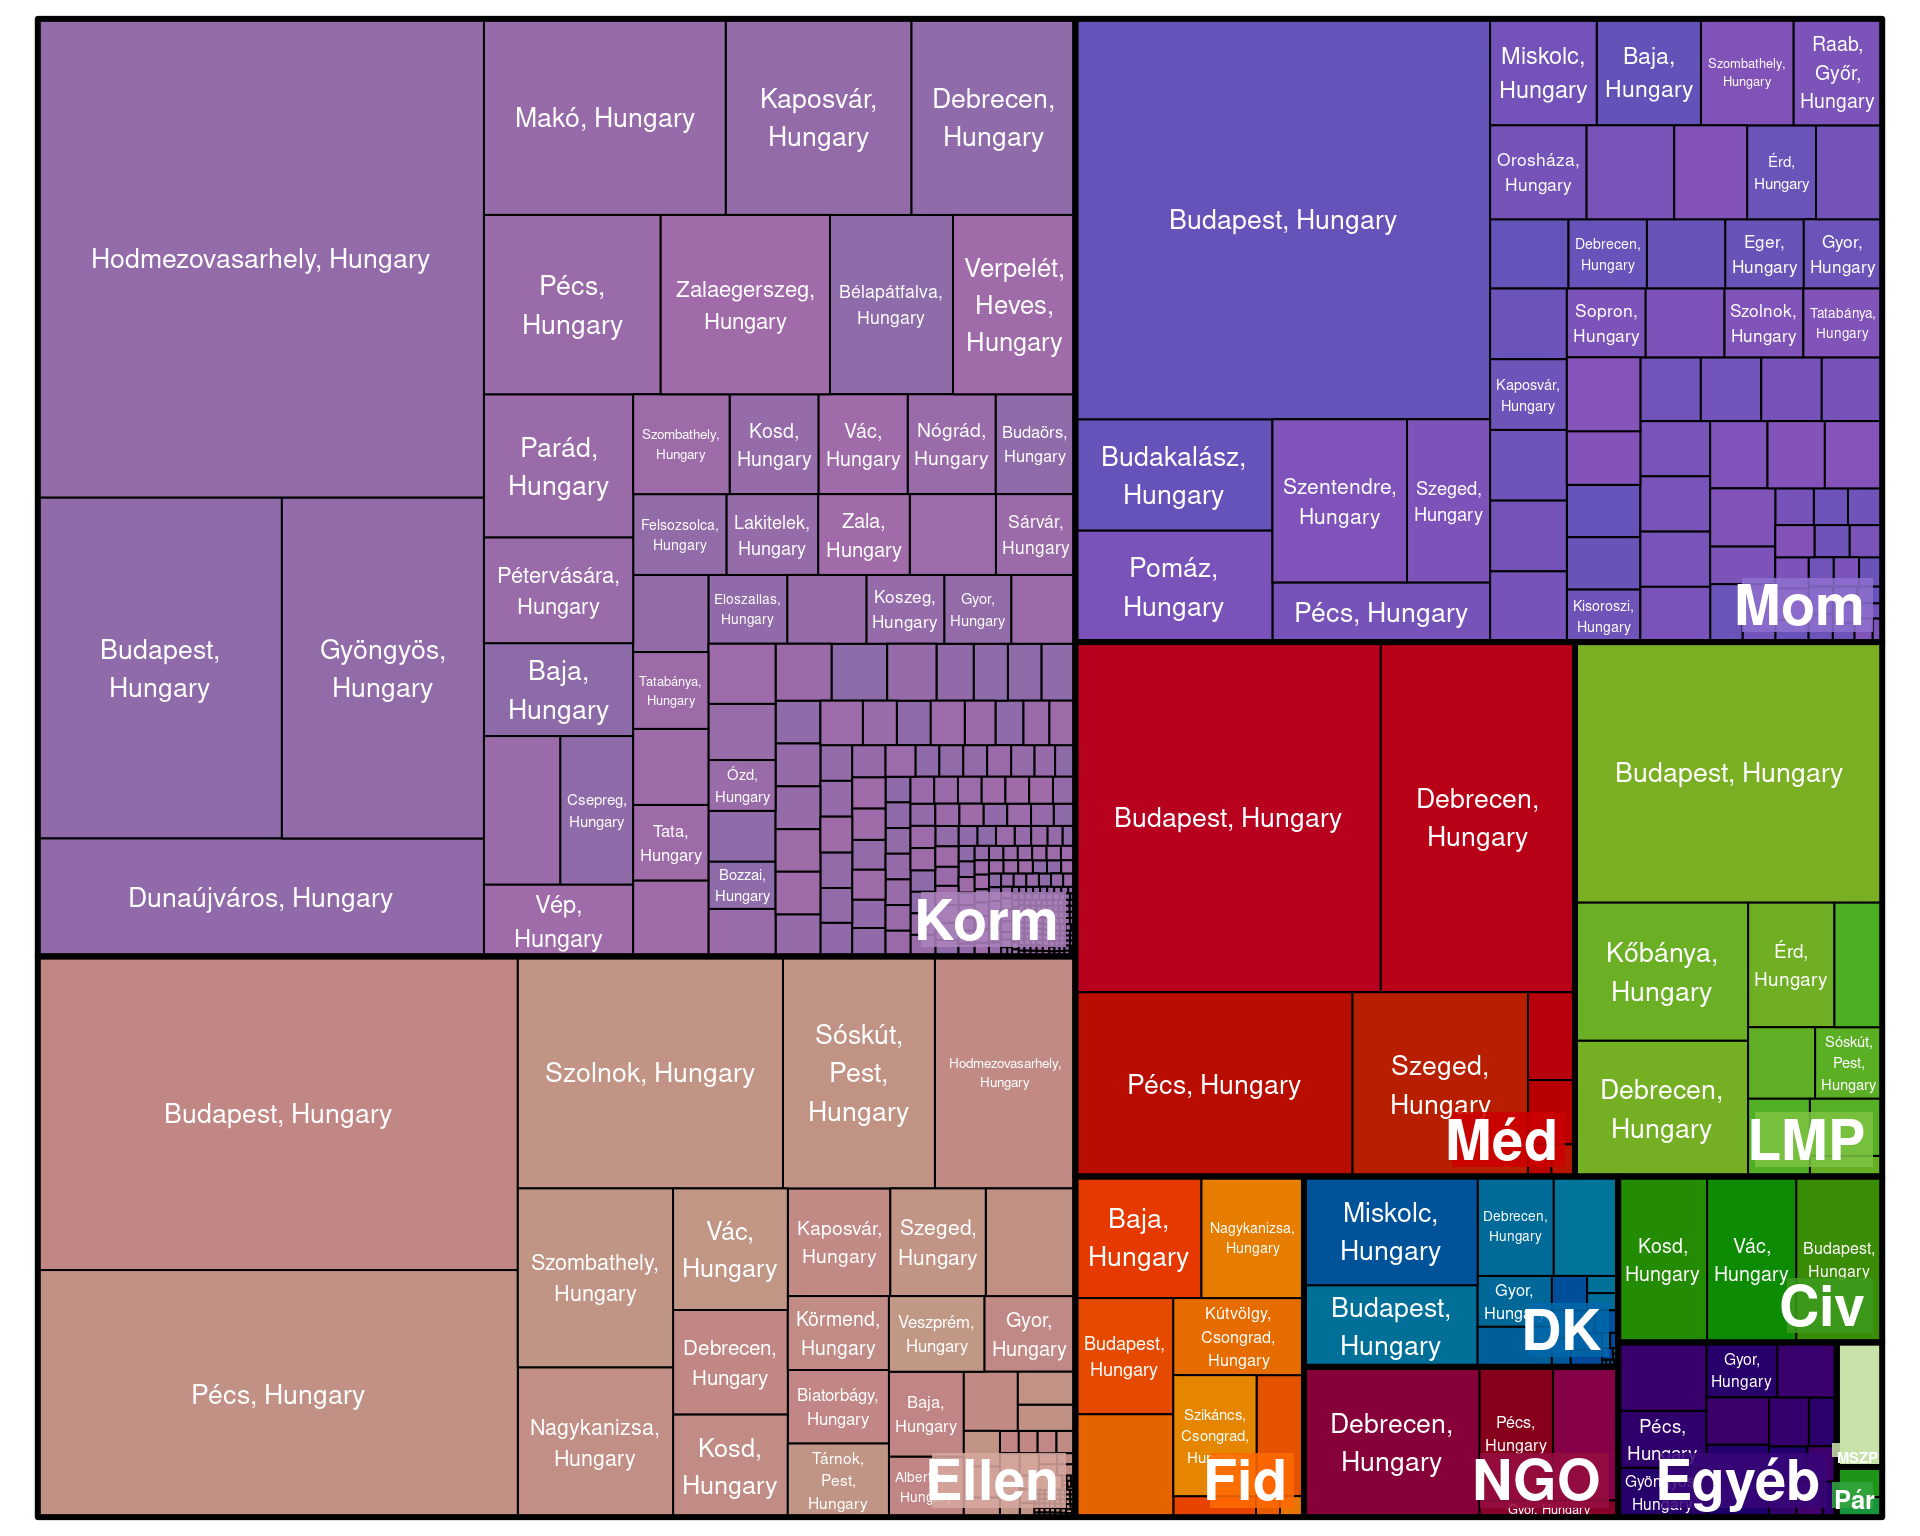 Hodmezovasarhely, Hungary
Budapest,
Hungary
Gyöngyös,
Hungary
Dunaújváros, Hungary
Makó, Hungary
Kaposvár,
Hungary
Debrecen,
Hungary
Pécs,
Hungary
Zalaegerszeg,
Hungary
Bélapátfalva,
Hungary
Verpelét,
Heves,
Hungary
Parád,
Hungary
Szombathely,
Hungary
Kosd,
Hungary
Vác,
Hungary
Nógrád,
Hungary
Budaörs,
Hungary
Felsozsolca,
Hungary
Lakitelek,
Hungary
Zala,
Hungary
Sárvár,
Hungary
Pétervására,
Hungary
Eloszallas,
Hungary
Koszeg,
Hungary
Gyor,
Hungary
Baja,
Hungary
Tatabánya,
Hungary
Csepreg,
Hungary
Ózd,
Hungary
Tata,
Hungary
Bozzai,
Hungary
Vép,
Hungary
Korm
Budapest, Hungary
Miskolc,
Hungary
Baja,
Hungary
Szombathely,
Hungary
Raab,
Győr,
Hungary
Orosháza,
Hungary
Érd,
Hungary
Debrecen,
Hungary
Eger,
Hungary
Gyor,
Hungary
Sopron,
Hungary
Szolnok,
Hungary
Tatabánya,
Hungary
Kaposvár,
Hungary
Budakalász,
Hungary
Szentendre,
Hungary
Szeged,
Hungary
Pomáz,
Hungary
Pécs, Hungary
Kisoroszi,
Hungary
Mom
Budapest, Hungary
Pécs, Hungary
Szolnok, Hungary
Sóskút,
Pest,
Hungary
Hodmezovasarhely,
Hungary
Szombathely,
Hungary
Vác,
Hungary
Kaposvár,
Hungary
Szeged,
Hungary
Debrecen,
Hungary
Körmend,
Hungary
Veszprém,
Hungary
Gyor,
Hungary
Nagykanizsa,
Hungary
Kosd,
Hungary
Biatorbágy,
Hungary
Baja,
Hungary
Tárnok,
Pest,
Hungary
Ellen
Budapest, Hungary
Debrecen,
Hungary
Pécs, Hungary
Szeged,
Hungary
Méd
Budapest, Hungary
Kőbánya,
Hungary
Érd,
Hungary
Debrecen,
Hungary
Sóskút,
Pest,
Hungary
LMP
Baja,
Hungary
Nagykanizsa,
Hungary
Budapest,
Hungary
Kútvölgy,
Csongrad,
Hungary
Szikáncs,
Csongrad,
Fid
Miskolc,
Hungary
Debrecen,
Hungary
Budapest,
Hungary
Gyor,
DK
Kosd,
Hungary
Vác,
Hungary
Budapest,
Hungary
Civ
Debrecen,
Hungary
Pécs,
Hungary
Gyor, Hungary
NGO
Gyor,
Hungary
Pécs,
Hungary
Egyéb
MSZP
Pár